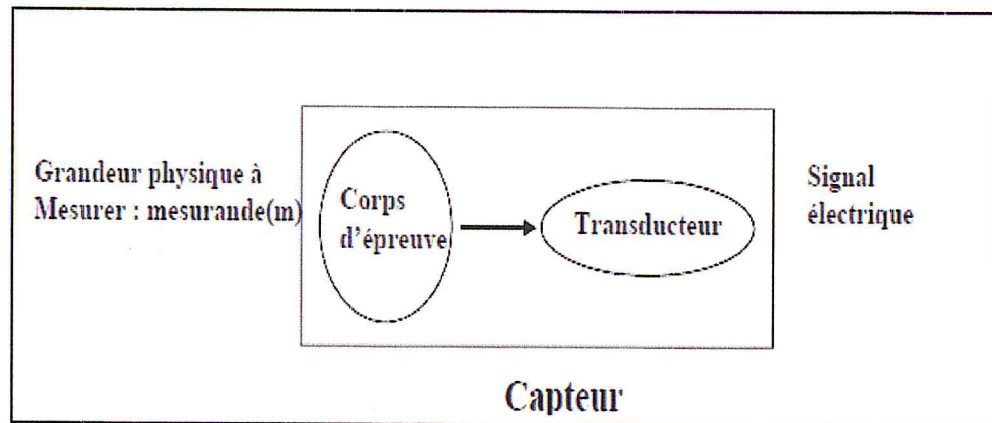 Grandeur physique à
Mesurer : mesurande(m)
Corps
d'épreuve
Transducteur
Signal
électrique
Capteur